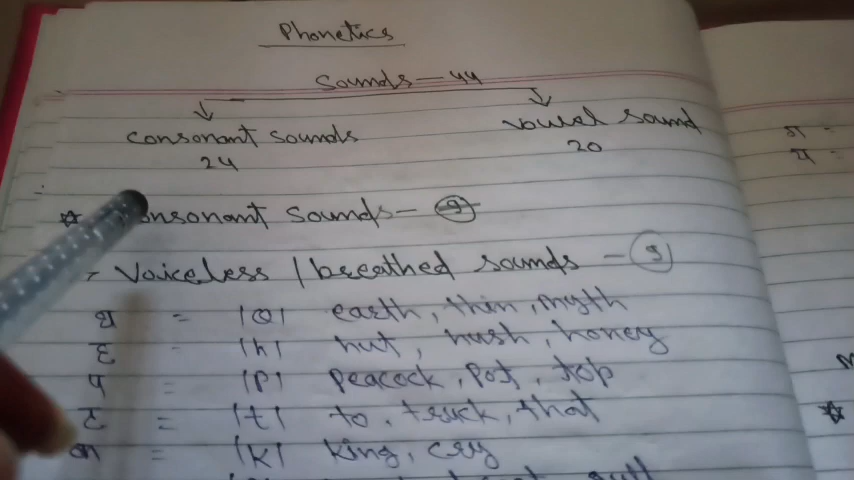 Phonetics
Sounds - 44
Consonant Sounds Vowel Sound
24 20
☆ Consonant Sounds - 9
Voiceless / breathed sounds - 9
थ = |θ| earth, thin, myth
ह = |h| hut, hush, honey
प = |p| peacock, pot, top
ट = |t| to, truck, that
क = |k| king, cry
ग =
य =
☆